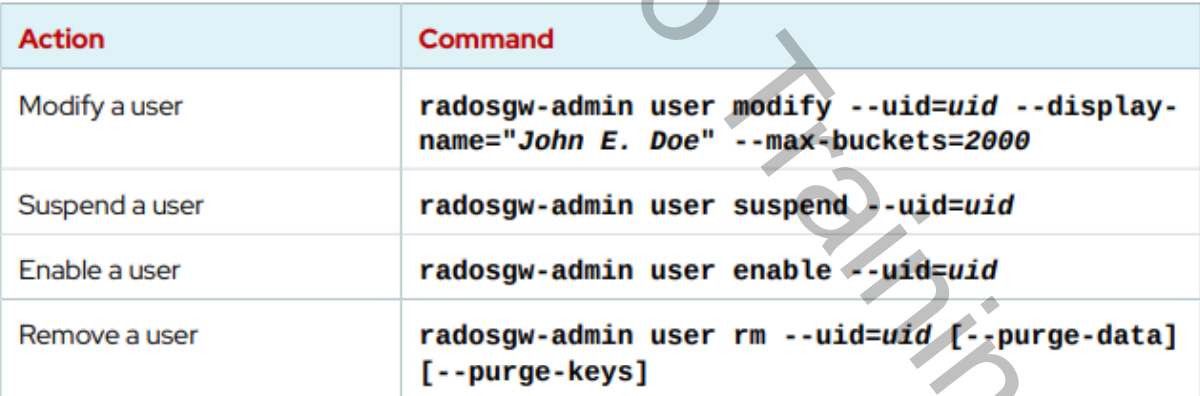 Action Command
Modify a user radosgw-admin user modify --uid=uid --display-
name="John E. Doe" --max-buckets=2000
Suspend a user radosgw-admin user suspend --uid=uid
Enable a user radosgw-admin user enable --uid=uid
Remove a user radosgw-admin user rm --uid=uid [--purge-data]
[--purge-keys]